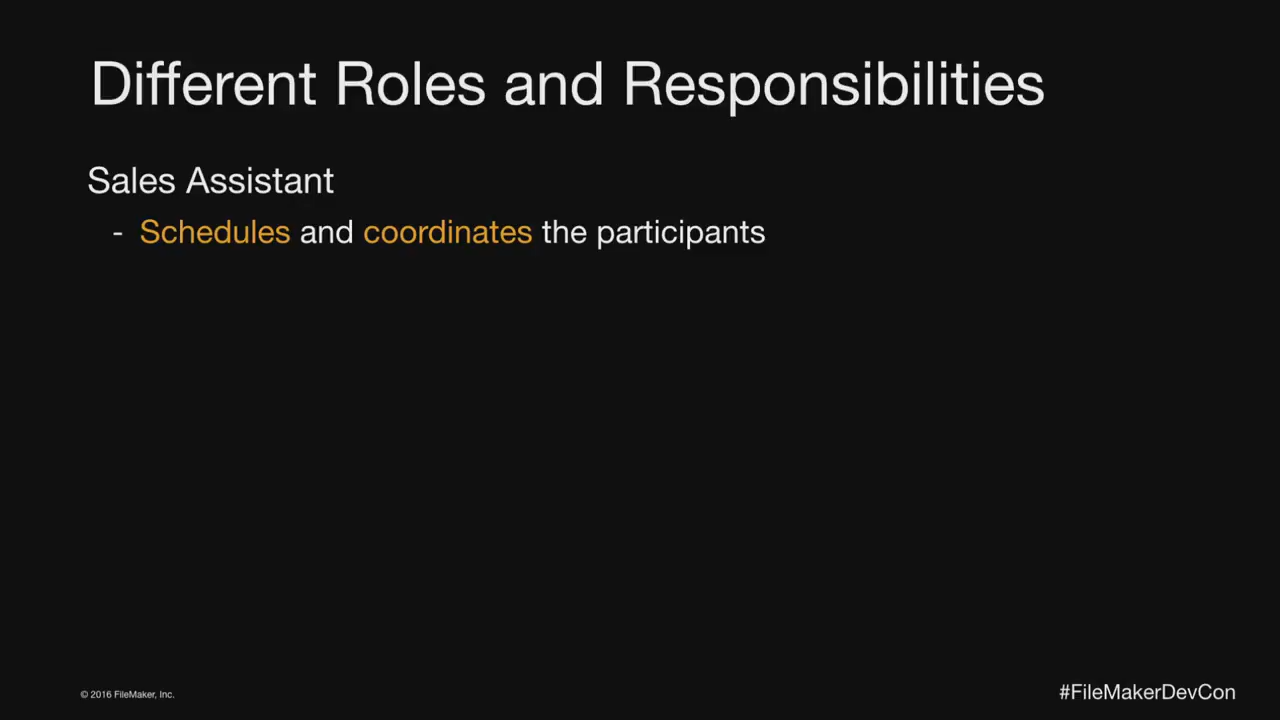 Different Roles and Responsibilities
Sales Assistant
- Schedules and coordinates the participants
© 2016 FileMaker, Inc.
#FileMakerDevCon